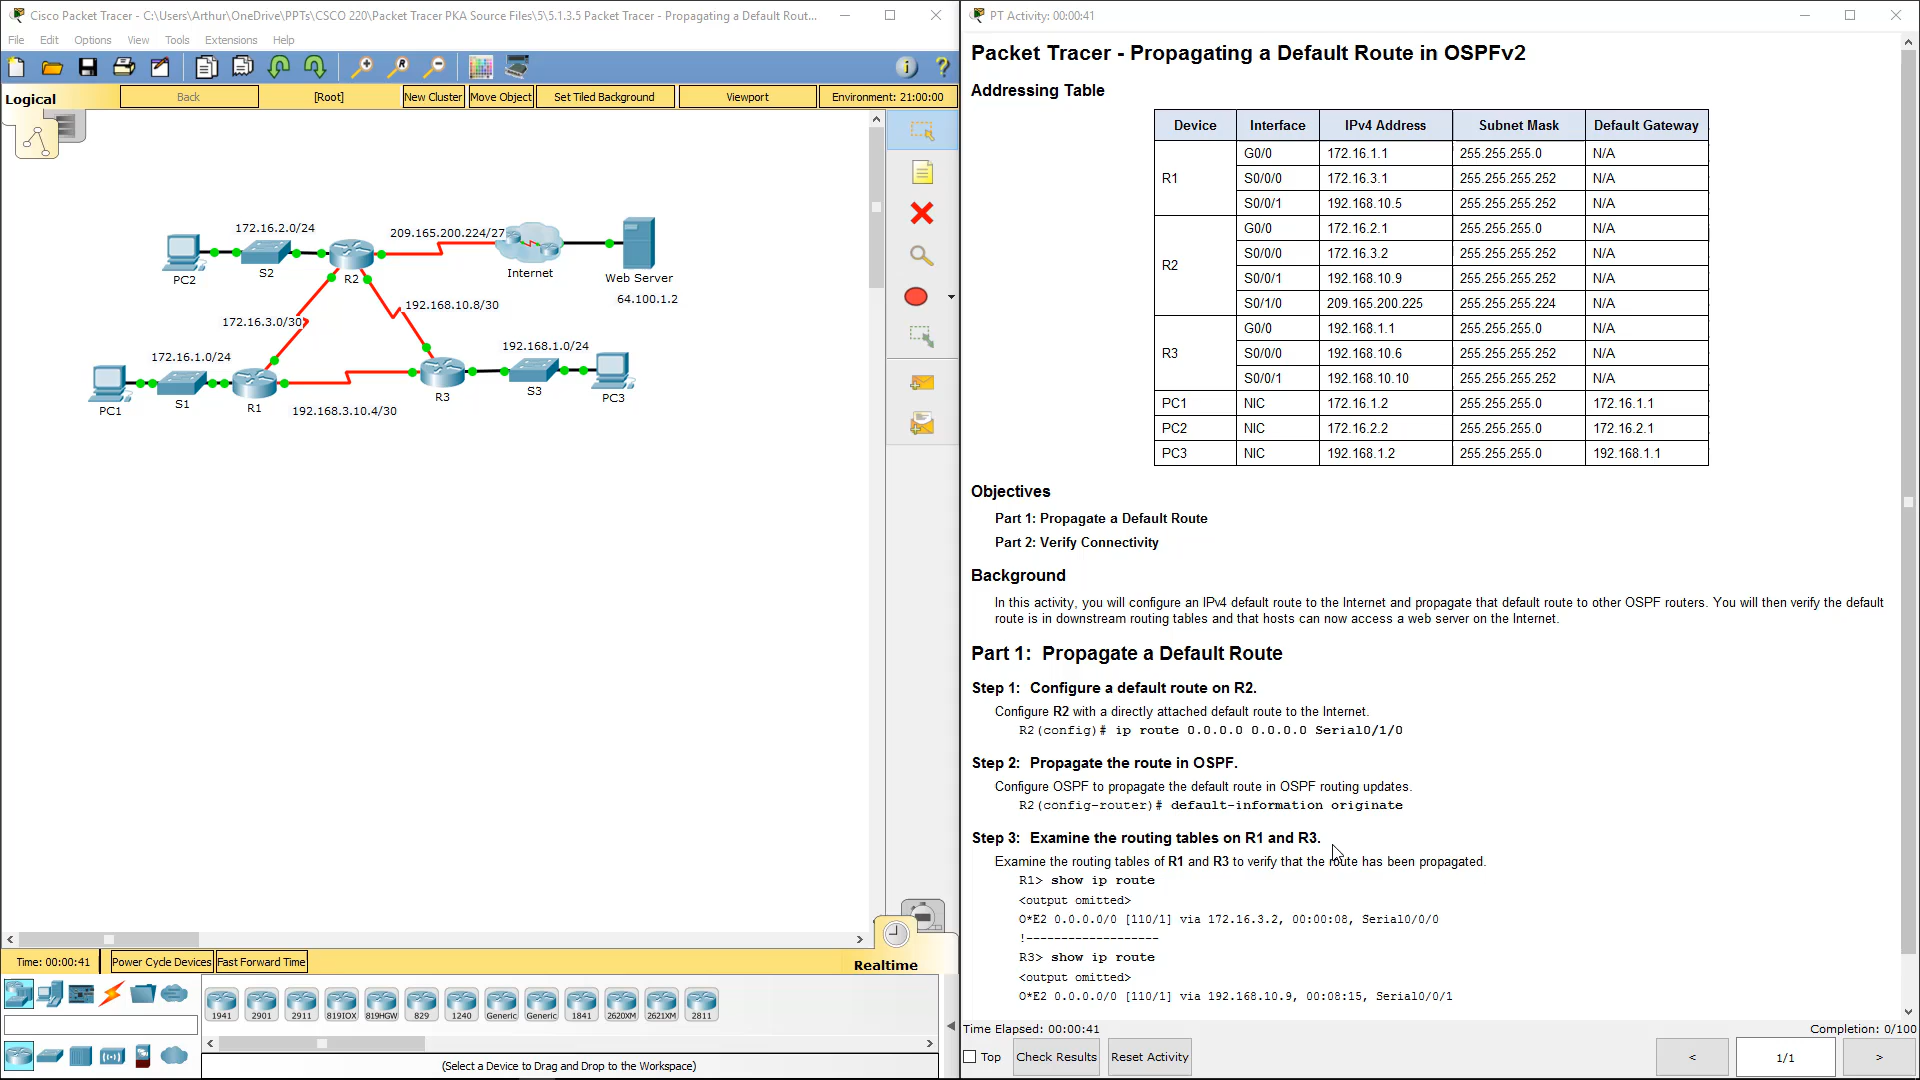 Cisco Packet Tracer - C:\Users\Arthur\OneDrive\PPTs\CSCO 220\Packet Tracer PKA Source Files\5\5.1.3.5 Packet Tracer - Propagating a Default Rout...
File Edit Options View Tools Extensions Help
Logical
Back
[Root]
New Cluster
Move Object
Set Tiled Background
Viewport
Environment: 21:00:00
172.16.2.0/24
209.165.200.224/27
PC2
S2
R2
Internet
Web Server
64.100.1.2
192.168.10.8/30
172.16.3.0/30
172.16.1.0/24
192.168.1.0/24
PC1
S1
R1
192.168.3.10.4/30
R3
S3
PC3
Time: 00:00:41
Power Cycle Devices
Fast Forward Time
Realtime
1941 2901 2911 819IOX 819HGW 829 1240 Generic Generic 1841 2620XM 2621XM 2811
(Select a Device to Drag and Drop to the Workspace)
PT Activity: 00:00:41
Packet Tracer - Propagating a Default Route in OSPFv2
Addressing Table
Device Interface IPv4 Address Subnet Mask Default Gateway
R1 G0/0 172.16.1.1 255.255.255.0 N/A
S0/0/0 172.16.3.1 255.255.255.252 N/A
S0/0/1 192.168.10.5 255.255.255.252 N/A
R2 G0/0 172.16.2.1 255.255.255.0 N/A
S0/0/0 172.16.3.2 255.255.255.252 N/A
S0/0/1 192.168.10.9 255.255.255.252 N/A
S0/1/0 209.165.200.225 255.255.255.224 N/A
R3 G0/0 192.168.1.1 255.255.255.0 N/A
S0/0/0 192.168.10.6 255.255.255.252 N/A
S0/0/1 192.168.10.10 255.255.255.252 N/A
PC1 NIC 172.16.1.2 255.255.255.0 172.16.1.1
PC2 NIC 172.16.2.2 255.255.255.0 172.16.2.1
PC3 NIC 192.168.1.2 255.255.255.0 192.168.1.1
Objectives
Part 1: Propagate a Default Route
Part 2: Verify Connectivity
Background
In this activity, you will configure an IPv4 default route to the Internet and propagate that default route to other OSPF routers. You will then verify the default
route is in downstream routing tables and that hosts can now access a web server on the Internet.
Part 1: Propagate a Default Route
Step 1: Configure a default route on R2.
Configure R2 with a directly attached default route to the Internet.
R2(config)# ip route 0.0.0.0 0.0.0.0 Serial0/1/0
Step 2: Propagate the route in OSPF.
Configure OSPF to propagate the default route in OSPF routing updates.
R2(config-router)# default-information originate
Step 3: Examine the routing tables on R1 and R3.
Examine the routing tables of R1 and R3 to verify that the route has been propagated.
R1> show ip route
<output omitted>
O*E2 0.0.0.0/0 [110/1] via 172.16.3.2, 00:00:08, Serial0/0/0
!-------------------
R3> show ip route
<output omitted>
O*E2 0.0.0.0/0 [110/1] via 192.168.10.9, 00:08:15, Serial0/0/1
Time Elapsed: 00:00:41
Completion: 0/100
Top
Check Results
Reset Activity
<
1/1
>